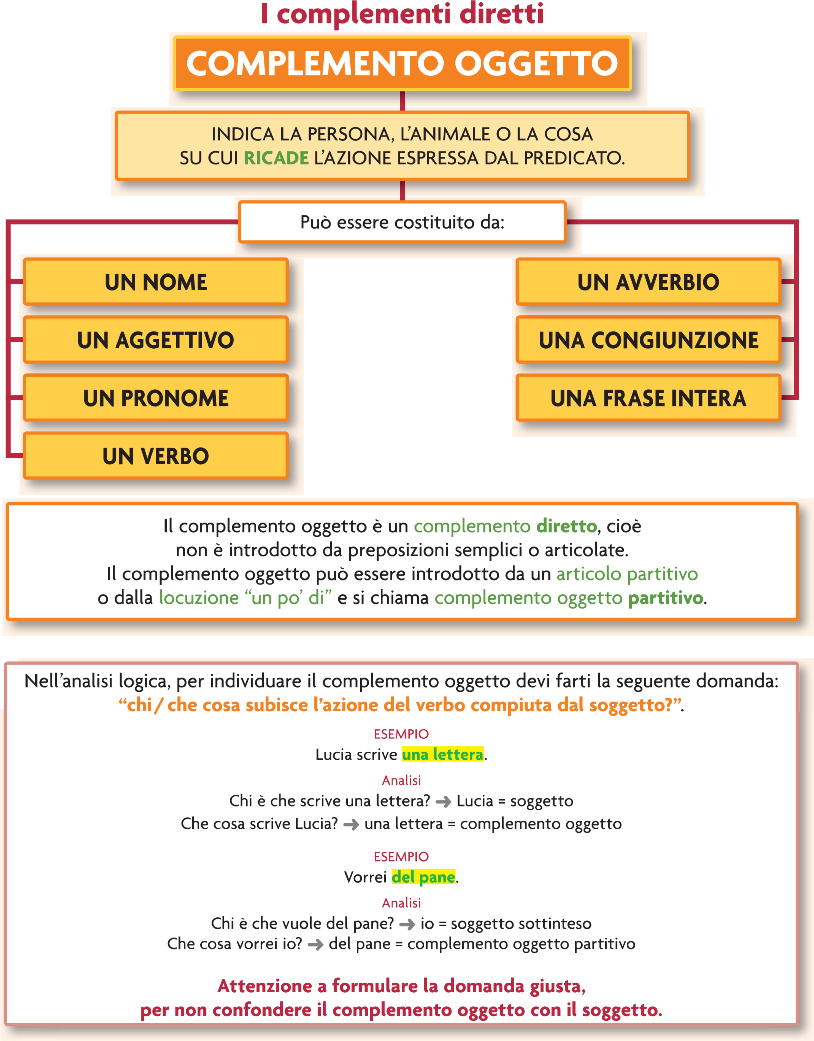 I complementi diretti
COMPLEMENTO OGGETTO
INDICA LA PERSONA, L'ANIMALE O LA COSA
SU CUI RICADE L'AZIONE ESPRESSA DAL PREDICATO.
Può essere costituito da:
UN NOME
UN AGGETTIVO
UN PRONOME
UN VERBO
UN AVVERBIO
UNA CONGIUNZIONE
UNA FRASE INTERA
Il complemento oggetto è un complemento diretto, cioè
non è introdotto da preposizioni semplici o articolate.
Il complemento oggetto può essere introdotto da un articolo partitivo
o dalla locuzione "un po' di" e si chiama complemento oggetto partitivo.
Nell'analisi logica, per individuare il complemento oggetto devi farti la seguente domanda:
"chi / che cosa subisce l'azione del verbo compiuta dal soggetto?".
ESEMPIO
Lucia scrive una lettera.
Analisi
Chi è che scrive una lettera? ➜ Lucia = soggetto
Che cosa scrive Lucia? ➜ una lettera = complemento oggetto
ESEMPIO
Vorrei del pane.
Analisi
Chi è che vuole del pane? ➜ io = soggetto sottinteso
Che cosa vorrei io? ➜ del pane = complemento oggetto partitivo
Attenzione a formulare la domanda giusta,
per non confondere il complemento oggetto con il soggetto.